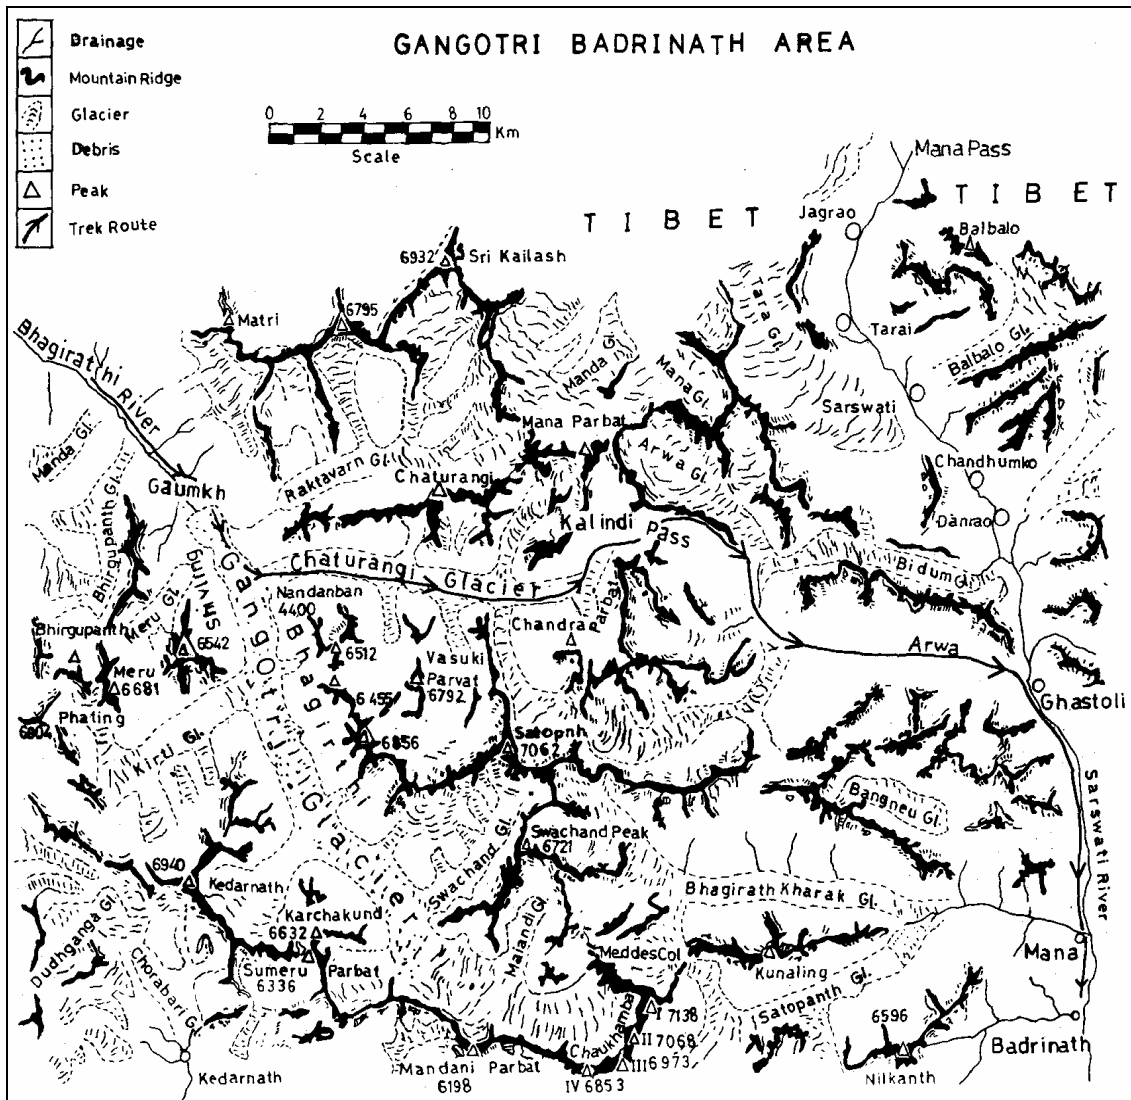 GANGOTRI BADRINATH AREA
Drainage
Mountain Ridge
Glacier
Debris
Peak
Trek Route
0 2 4 6 8 10
Km
Scale
Mana Pass
TIBET
TIBET
Jagrao
Balbalo
6932
Sri Kailash
Matri
6795
Tara Gl.
Tarai
Balbalo Gl.
Bhagirathi River
Manda Gl.
Mana Gl.
Sarswati
Mana Parbat
Arwa Gl.
Manda Gl.
Gaumkh
Raktavarn Gl.
Chaturangi
Chandhumko
Danrao
Kalindi Pass
Bhirgupanth Gl.
Gangotri Glacier
Chaturangi Glacier
Bidum Gl.
Meru Gl.
Shivling
6542
Nandanban
4400
Bhagirthi
6512
Chandra Parbat
Bhirgupanth
Vasuki
Parvat
6792
Arwa
Meru
6681
6455
Ghastoli
Phating
6904
Kirti Gl.
6856
Satopnh
7062
Bangneu Gl.
Sarswati River
Swachand Gl.
Swachand Peak
6721
6940
Kedarnath
Bhagirath Kharak Gl.
Dudhganga Gl.
Karchakund
6632
Maiandi Gl.
Meddes Col
Kunaling
Mana
Chorabari Gl.
Sumeru Parbat
6336
Satopanth Gl.
I 7138
6596
Chaukhamba
II 7068
Badrinath
III 6973
Kedarnath
Mandani Parbat
6198
IV 6853
Nilkanth